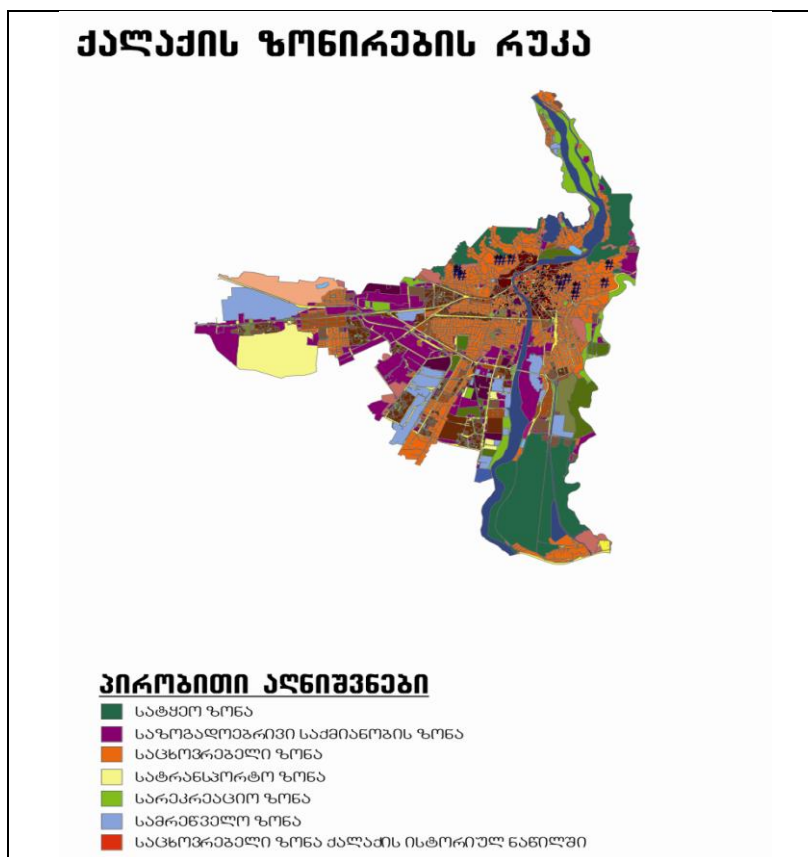 ქალაქის ზონირების რუკა
პირობითი აღნიშვნები
სატყეო ზონა
საზოგადოებრივი საქმიანობის ზონა
საცხოვრებელი ზონა
სატრანსპორტო ზონა
სარეკრეაციო ზონა
სამრეწველო ზონა
საცხოვრებელი ზონა ქალაქის ისტორიულ ნაწილში